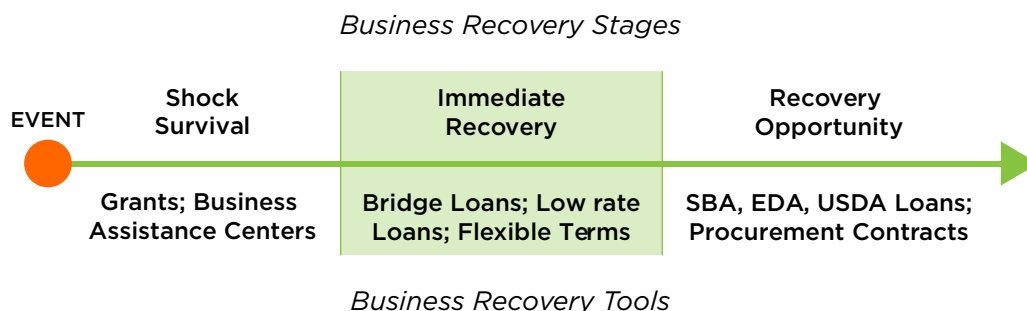 Business Recovery Stages
EVENT
Shock
Survival
Immediate
Recovery
Recovery
Opportunity
Grants; Business
Assistance Centers
Bridge Loans; Low rate
Loans; Flexible Terms
SBA, EDA, USDA Loans;
Procurement Contracts
Business Recovery Tools